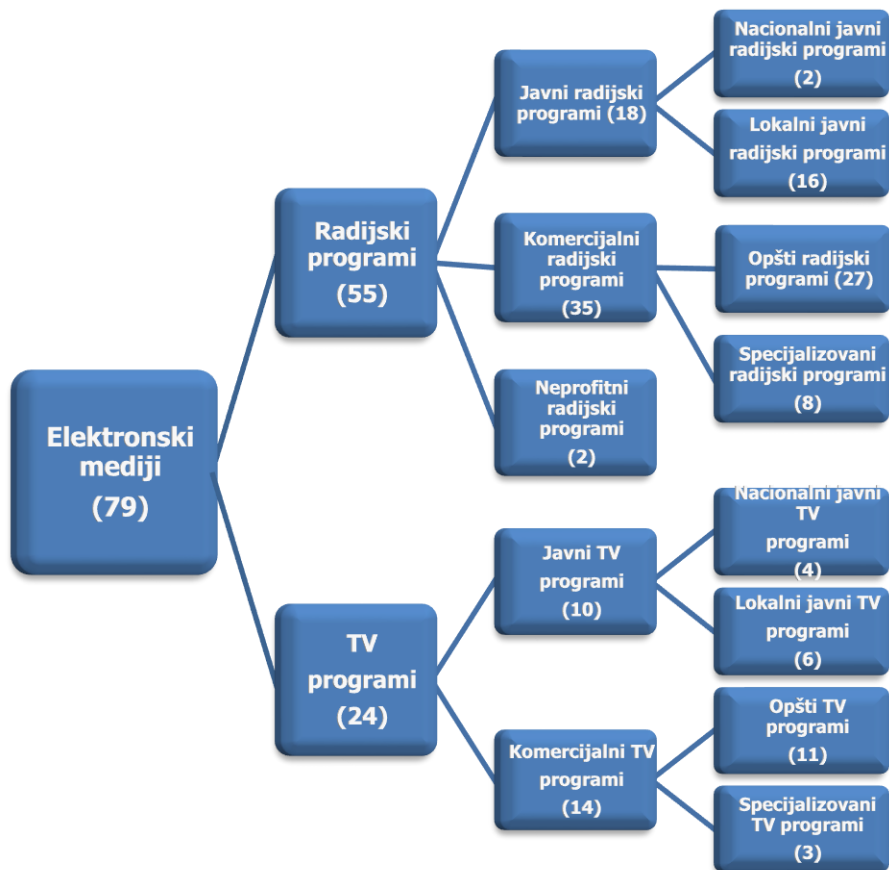 Elektronski
mediji
(79)
Radijski
programi
(55)
Javni radijski
programi (18)
Nacionalni javni
radijski programi
(2)
Lokalni javni
radijski programi
(16)
Komercijalni
radijski
programi
(35)
Opšti radijski
programi (27)
Specijalizovani
radijski programi
(8)
Neprofitni
radijski
programi
(2)
TV
programi
(24)
Javni TV
programi
(10)
Nacionalni javni
TV
programi
(4)
Lokalni javni TV
programi
(6)
Komercijalni TV
programi
(14)
Opšti TV
programi
(11)
Specijalizovani
TV programi
(3)